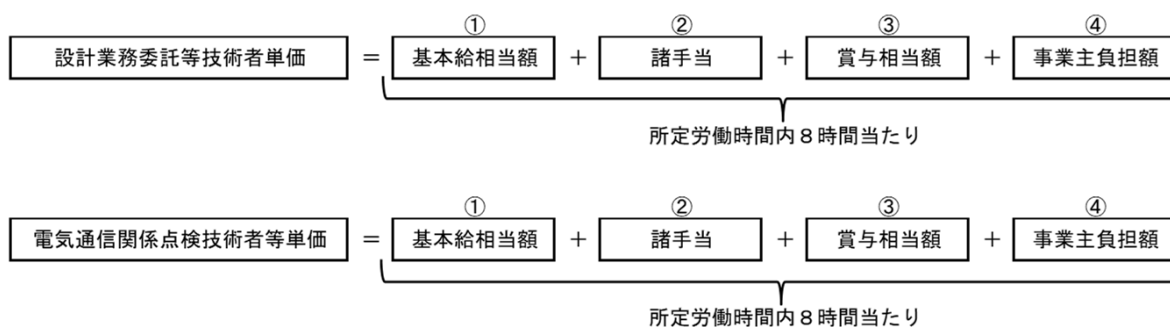 ① ② ③ ④
設計業務委託等技術者単価 = 基本給相当額 + 諸手当 + 賞与相当額 + 事業主負担額
所定労働時間内８時間当たり
① ② ③ ④
電気通信関係点検技術者等単価 = 基本給相当額 + 諸手当 + 賞与相当額 + 事業主負担額
所定労働時間内８時間当たり